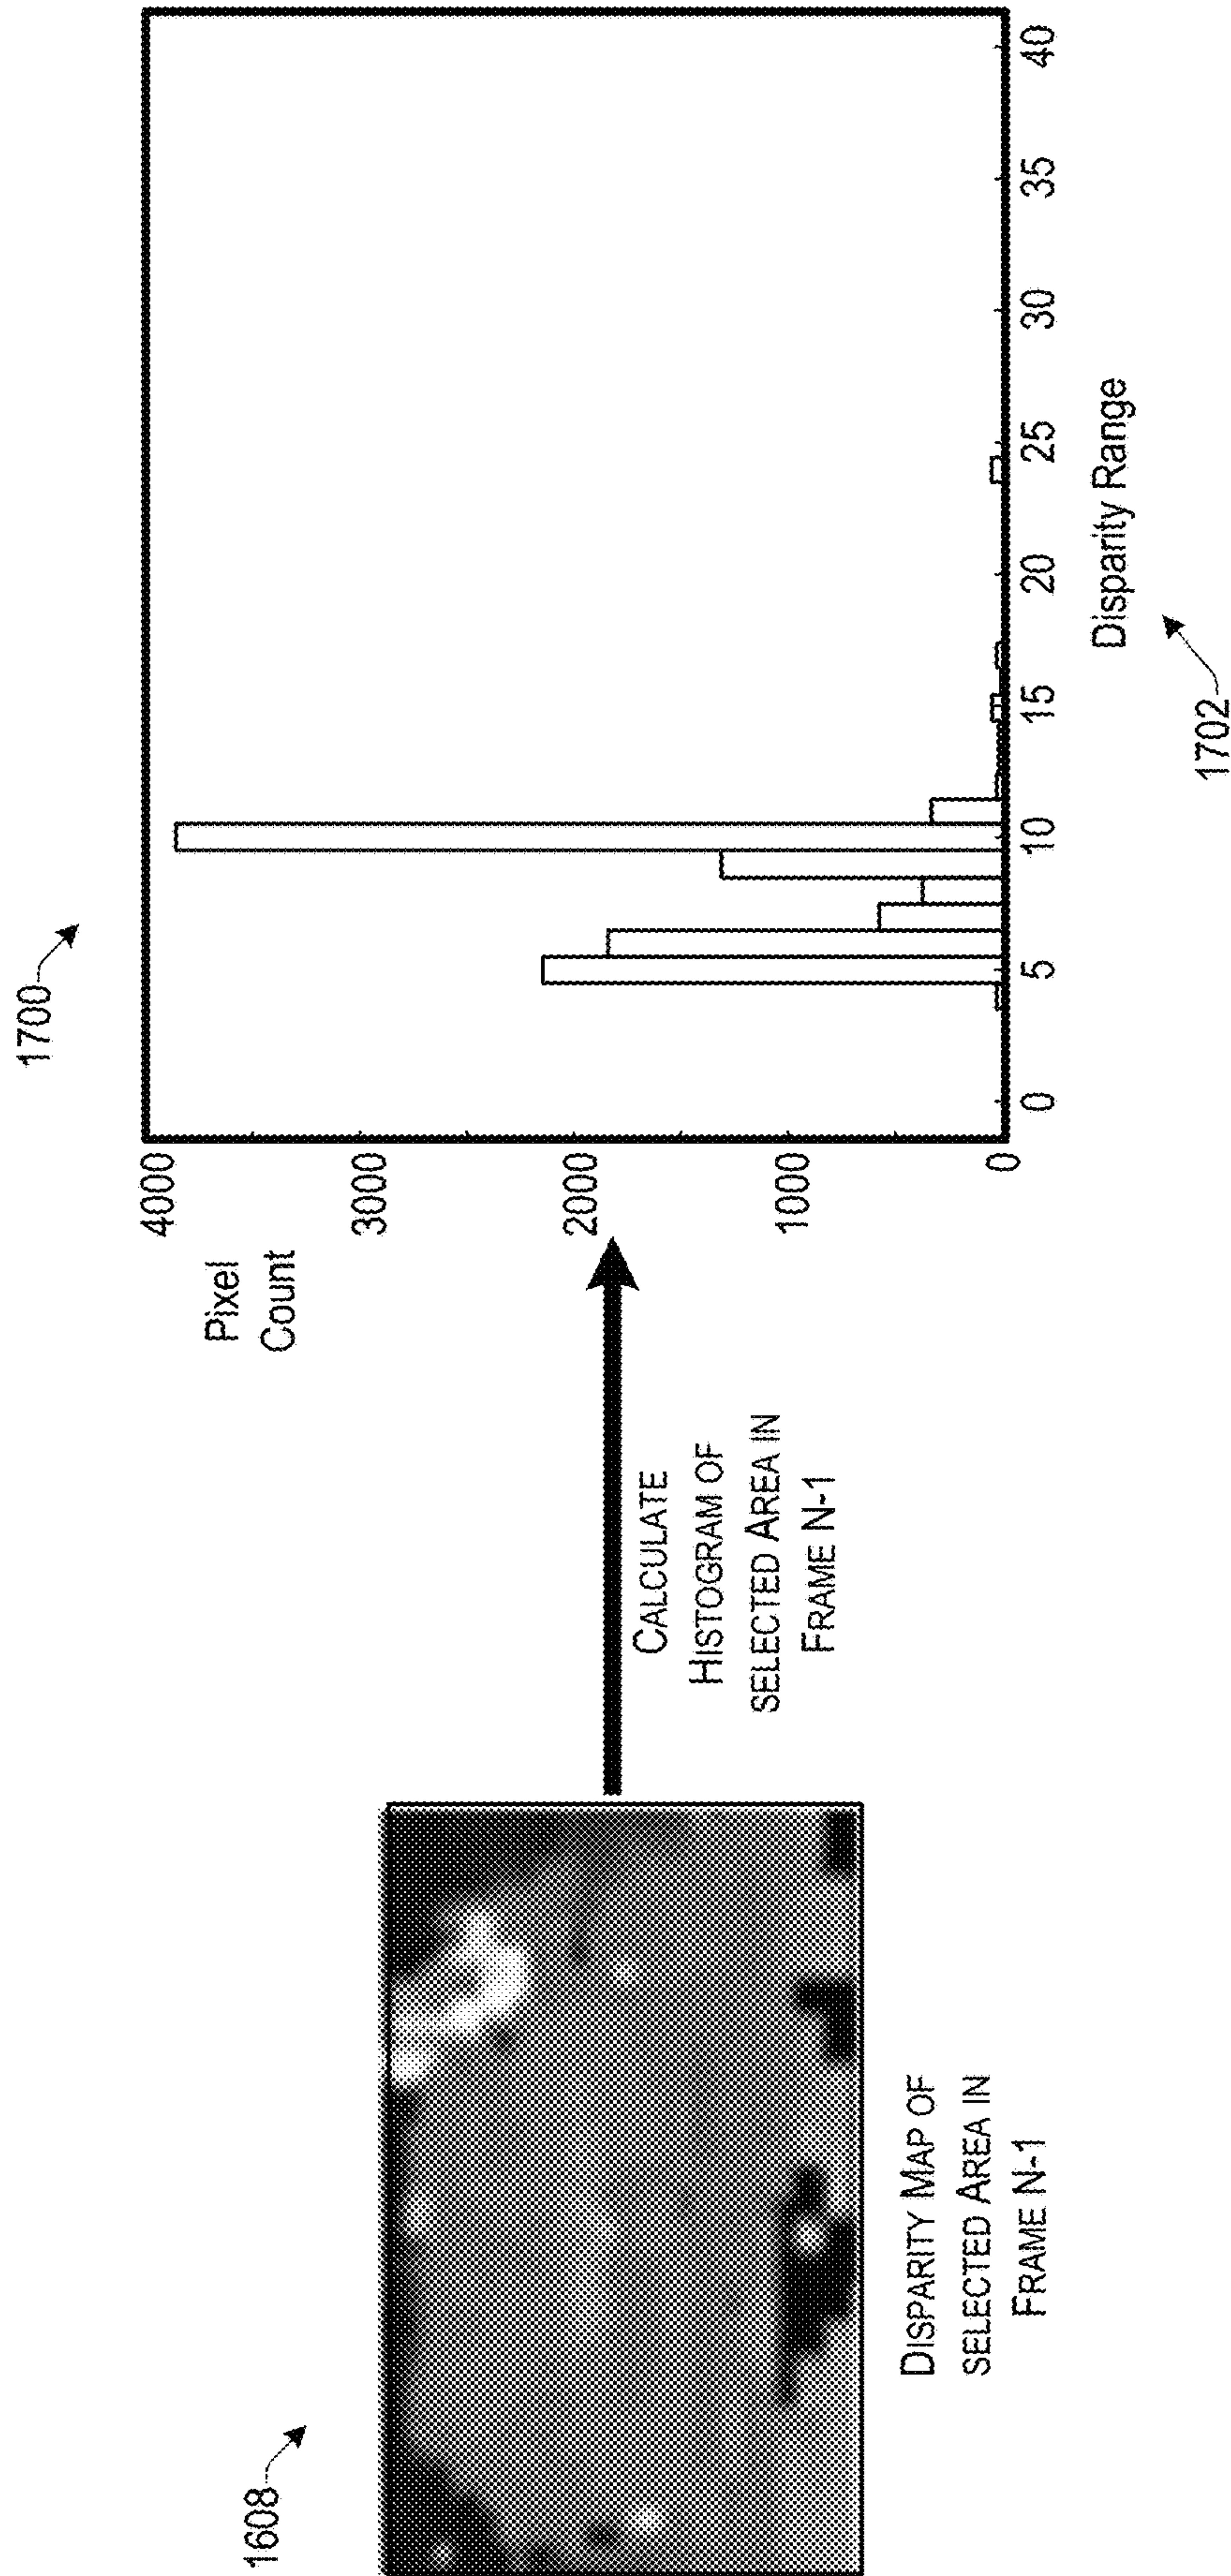 1608
DISPARITY MAP OF
SELECTED AREA IN
FRAME N-1
CALCULATE
HISTOGRAM OF
SELECTED AREA IN
FRAME N-1
1700
Pixel
Count
4000
3000
2000
1000
0
0 5 10 15 20 25 30 35 40
Disparity Range
1702